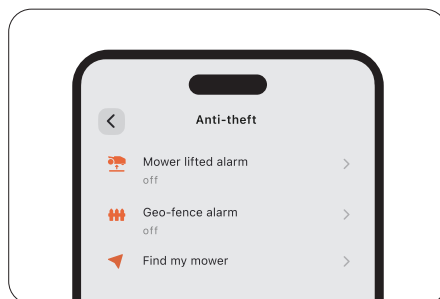 Anti-theft
Mower lifted alarm
off
Geo-fence alarm
off
Find my mower